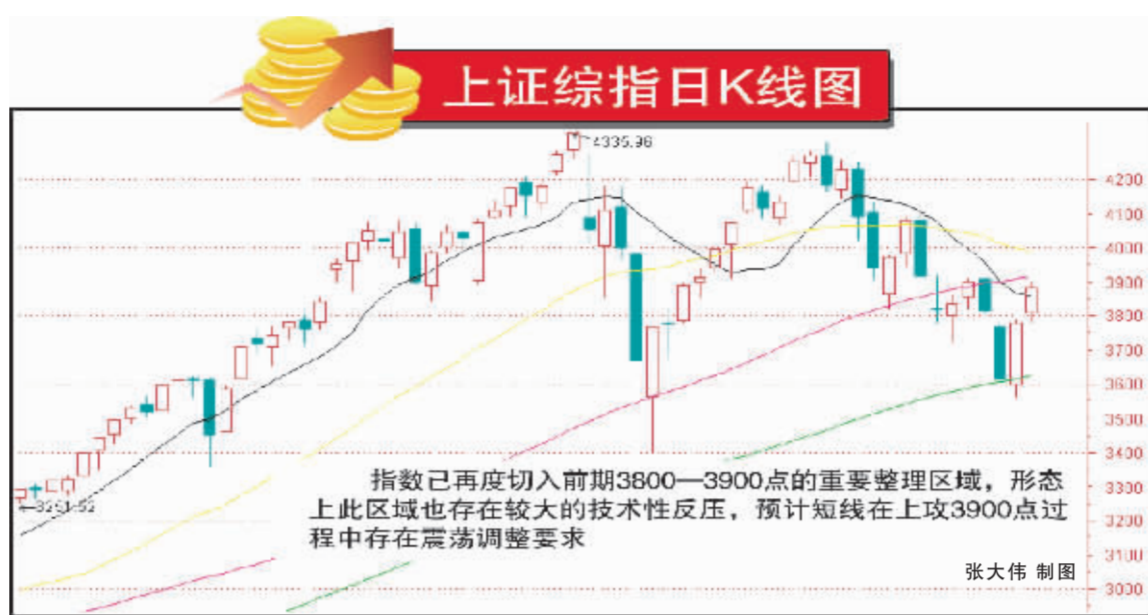 上证综指日K线图
4335.96
4200
4100
4000
3900
3800
3700
3600
3500
3400
3300
3200
3100
3000
指数已再度切入前期3800—3900点的重要整理区域，形态
上此区域也存在较大的技术性反压，预计短线在上攻3900点过
程中存在震荡调整要求
张大伟 制图